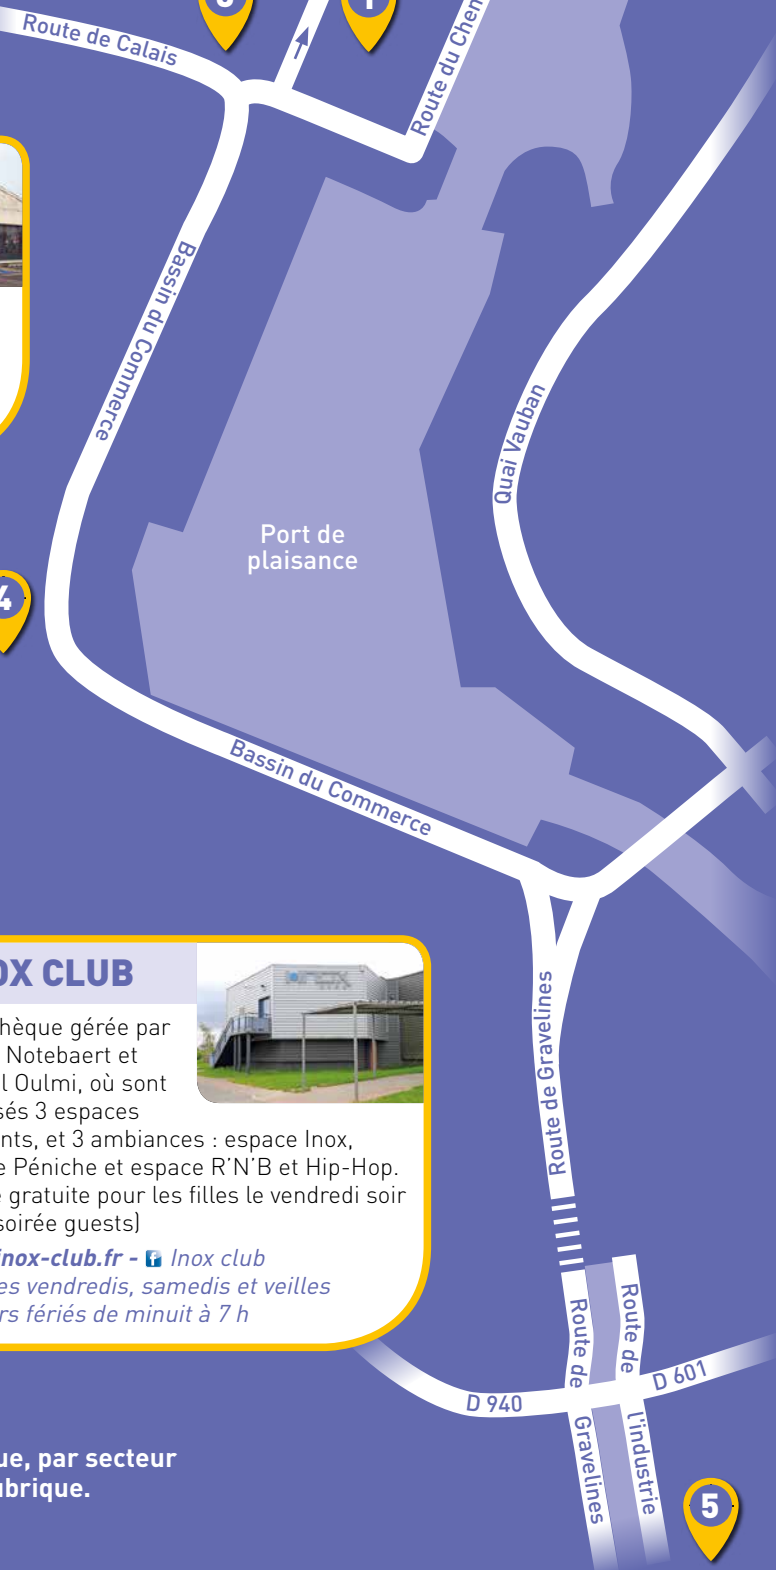 Route de Calais
1
Route du Chen
Bassin du Commerce
Quai Vauban
Port de
plaisance
4
Bassin du Commerce
OX CLUB
inox
hèque gérée par
Notebaert et
l Oulmi, où sont
sés 3 espaces
nts, et 3 ambiances : espace Inox,
e Péniche et espace R’N’B et Hip-Hop.
e gratuite pour les filles le vendredi soir
soirée guests)
inox-club.fr - f Inox club
es vendredis, samedis et veilles
rs fériés de minuit à 7 h
Route de Gravelines
Route de
Gravelines
Route de
l'industrie
D 940
D 601
ue, par secteur
ubrique.
5